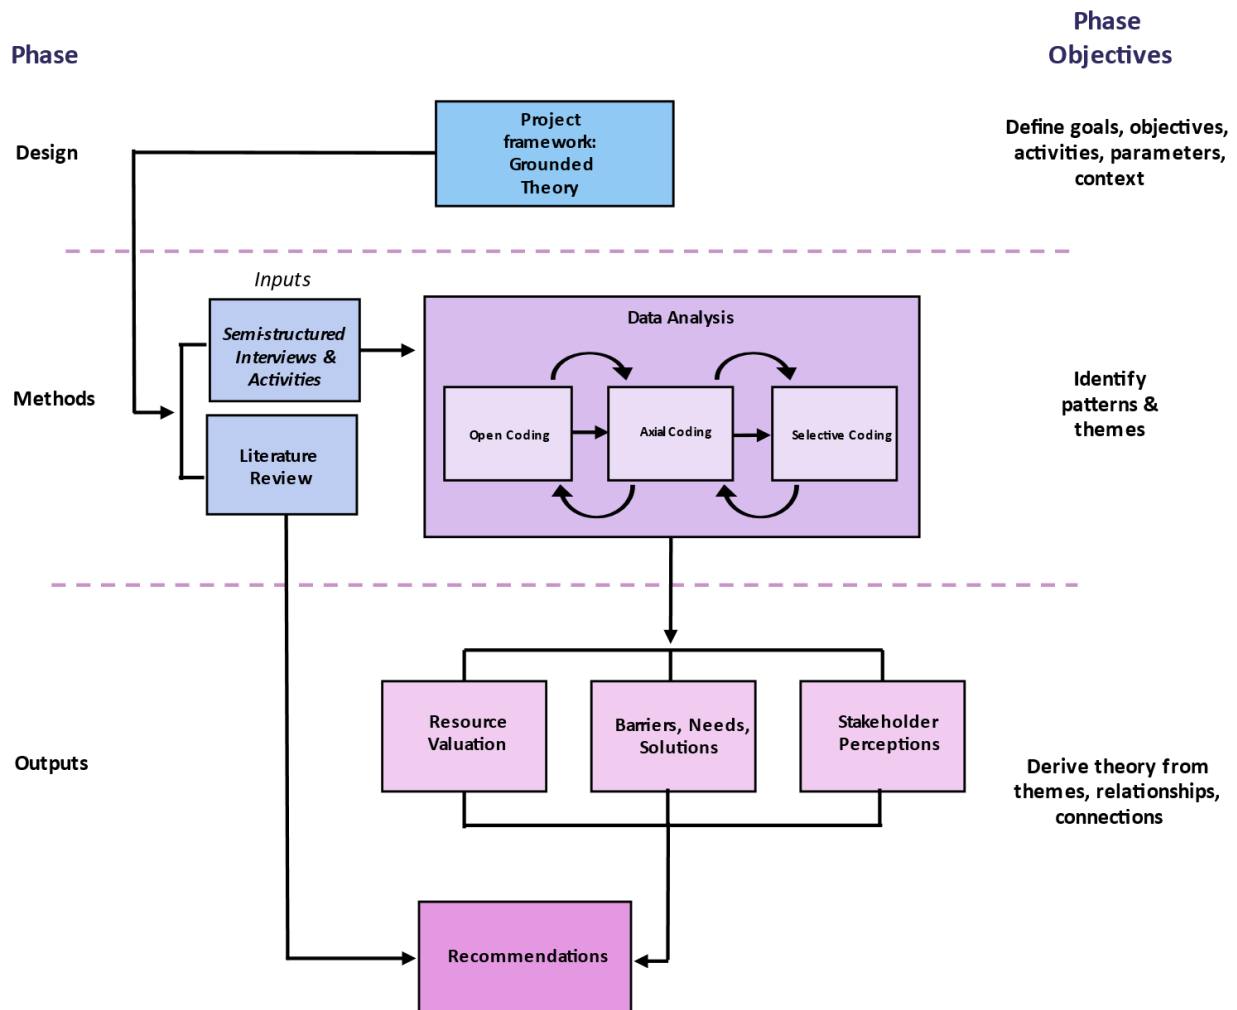 Phase
Phase
Objectives
Design
Project
framework:
Grounded
Theory
Define goals, objectives,
activities, parameters,
context
Methods
Inputs
Semi-structured
Interviews &
Activities
Literature
Review
Data Analysis
Open Coding
Axial Coding
Selective Coding
Identify
patterns &
themes
Outputs
Resource
Valuation
Barriers, Needs,
Solutions
Stakeholder
Perceptions
Derive theory from
themes, relationships,
connections
Recommendations